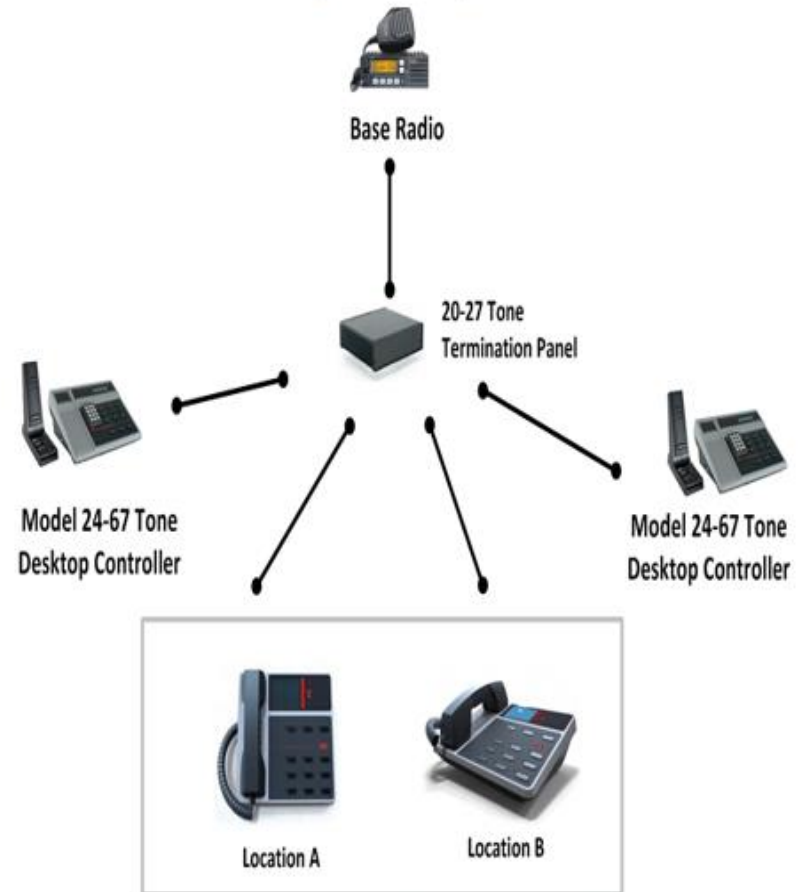 Base Radio
20-27 Tone
Termination Panel
Model 24-67 Tone
Desktop Controller
Model 24-67 Tone
Desktop Controller
Location A
Location B